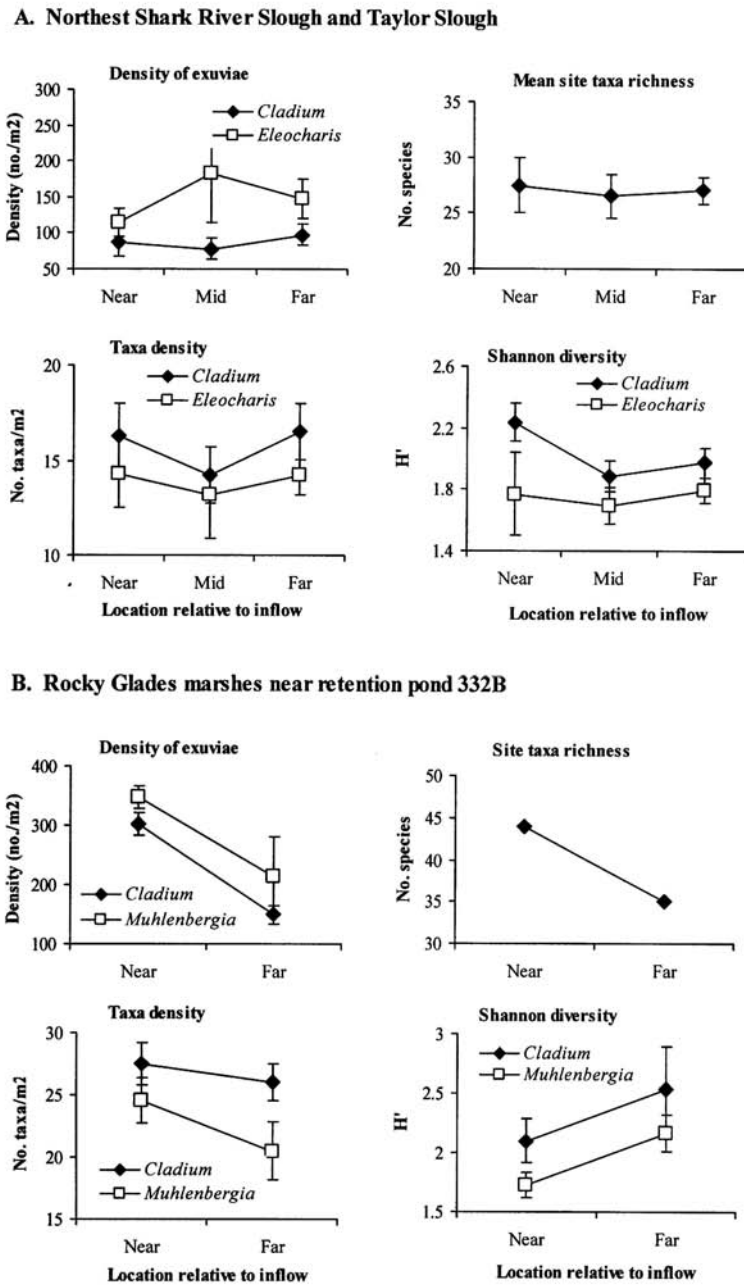 A. Northest Shark River Slough and Taylor Slough
Density of exuviae
Density (no./m2)
300
250
200
150
100
50
Cladium
Eleocharis
Near Mid Far
Mean site taxa richness
No. species
35
30
25
20
Near Mid Far
Taxa density
No. taxa/m2
20
15
10
Cladium
Eleocharis
Near Mid Far
Location relative to inflow
Shannon diversity
H'
2.6
2.2
1.8
1.4
Cladium
Eleocharis
Near Mid Far
Location relative to inflow
B. Rocky Glades marshes near retention pond 332B
Density of exuviae
Density (no./m2)
400
300
200
100
Cladium
Muhlenbergia
Near Far
Site taxa richness
No. species
50
45
40
35
30
Near Far
Taxa density
No. taxa/m2
30
25
20
15
Cladium
Muhlenbergia
Near Far
Location relative to inflow
Shannon diversity
H'
3
2.5
2
1.5
Cladium
Muhlenbergia
Near Far
Location relative to inflow